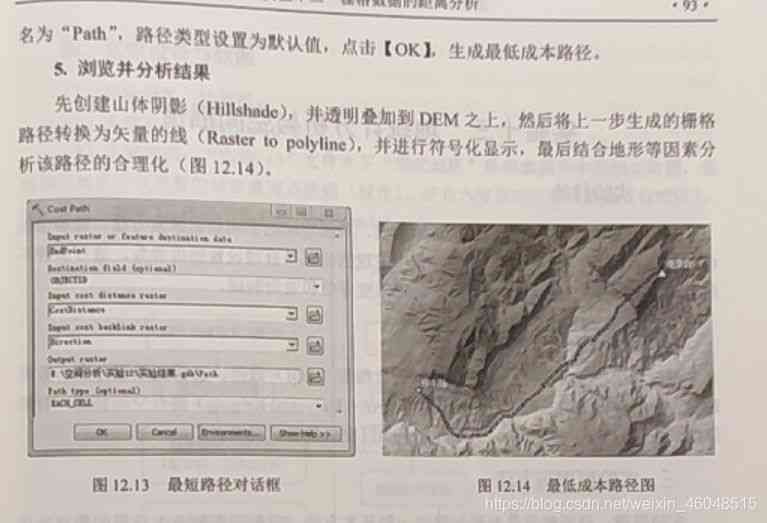 栅格数据的距离分析
·93·
名为“Path”，路径类型设置为默认值，点击【OK】，生成最低成本路径。
5. 浏览并分析结果
先创建山体阴影（Hillshade），并透明叠加到 DEM 之上，然后将上一步生成的栅格
路径转换为矢量的线（Raster to polyline），并进行符号化显示，最后结合地形等因素分
析该路径的合理化（图 12.14）。
Cost Path
Input raster or feature destination data
EndPoint
Destination field (optional)
OBJECTID
Input cost distance raster
CostDistance
Input cost backlink raster
Direction
Output raster
E:\空间分析\实验12\实验结果.gdb\Path
Path type (optional)
EACH_CELL
OK
Cancel
Environments...
Show Help >>
图 12.13 最短路径对话框
图 12.14 最低成本路径图
https://blog.csdn.net/weixin_46048515